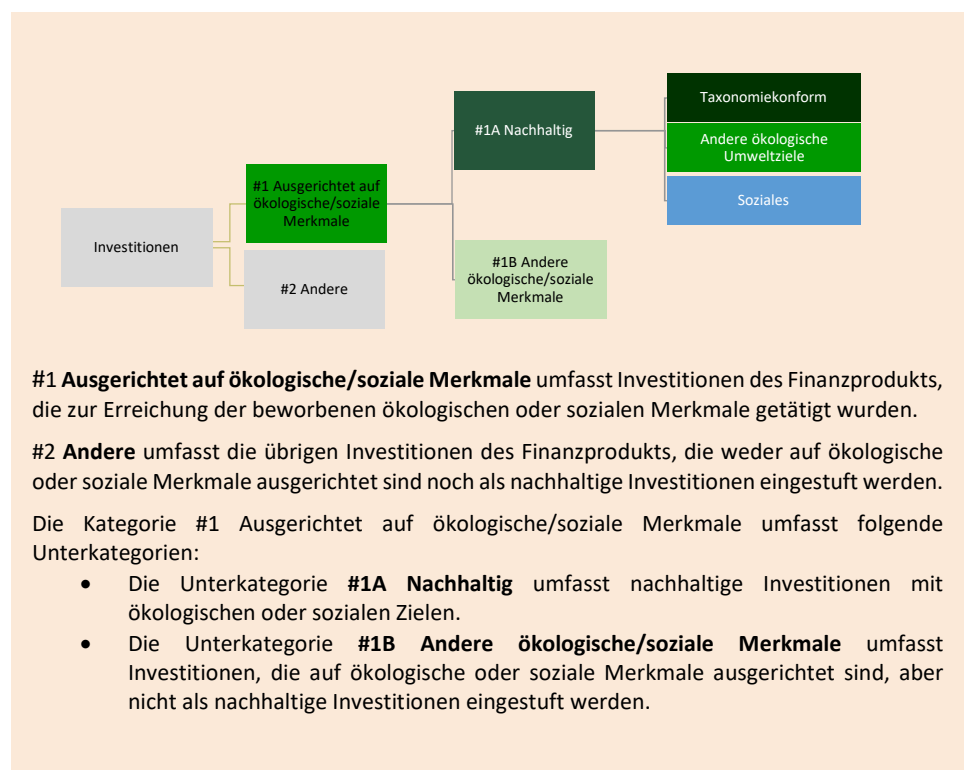 Taxonomiekonform
#1A Nachhaltig
Andere ökologische
Umweltziele
#1 Ausgerichtet auf
ökologische/soziale
Merkmale
Soziales
Investitionen
#1B Andere
ökologische/soziale
Merkmale
#2 Andere
#1 Ausgerichtet auf ökologische/soziale Merkmale umfasst Investitionen des Finanzprodukts,
die zur Erreichung der beworbenen ökologischen oder sozialen Merkmale getätigt wurden.
#2 Andere umfasst die übrigen Investitionen des Finanzprodukts, die weder auf ökologische
oder soziale Merkmale ausgerichtet sind noch als nachhaltige Investitionen eingestuft werden.
Die Kategorie #1 Ausgerichtet auf ökologische/soziale Merkmale umfasst folgende
Unterkategorien:
• Die Unterkategorie #1A Nachhaltig umfasst nachhaltige Investitionen mit
ökologischen oder sozialen Zielen.
• Die Unterkategorie #1B Andere ökologische/soziale Merkmale umfasst
Investitionen, die auf ökologische oder soziale Merkmale ausgerichtet sind, aber
nicht als nachhaltige Investitionen eingestuft werden.